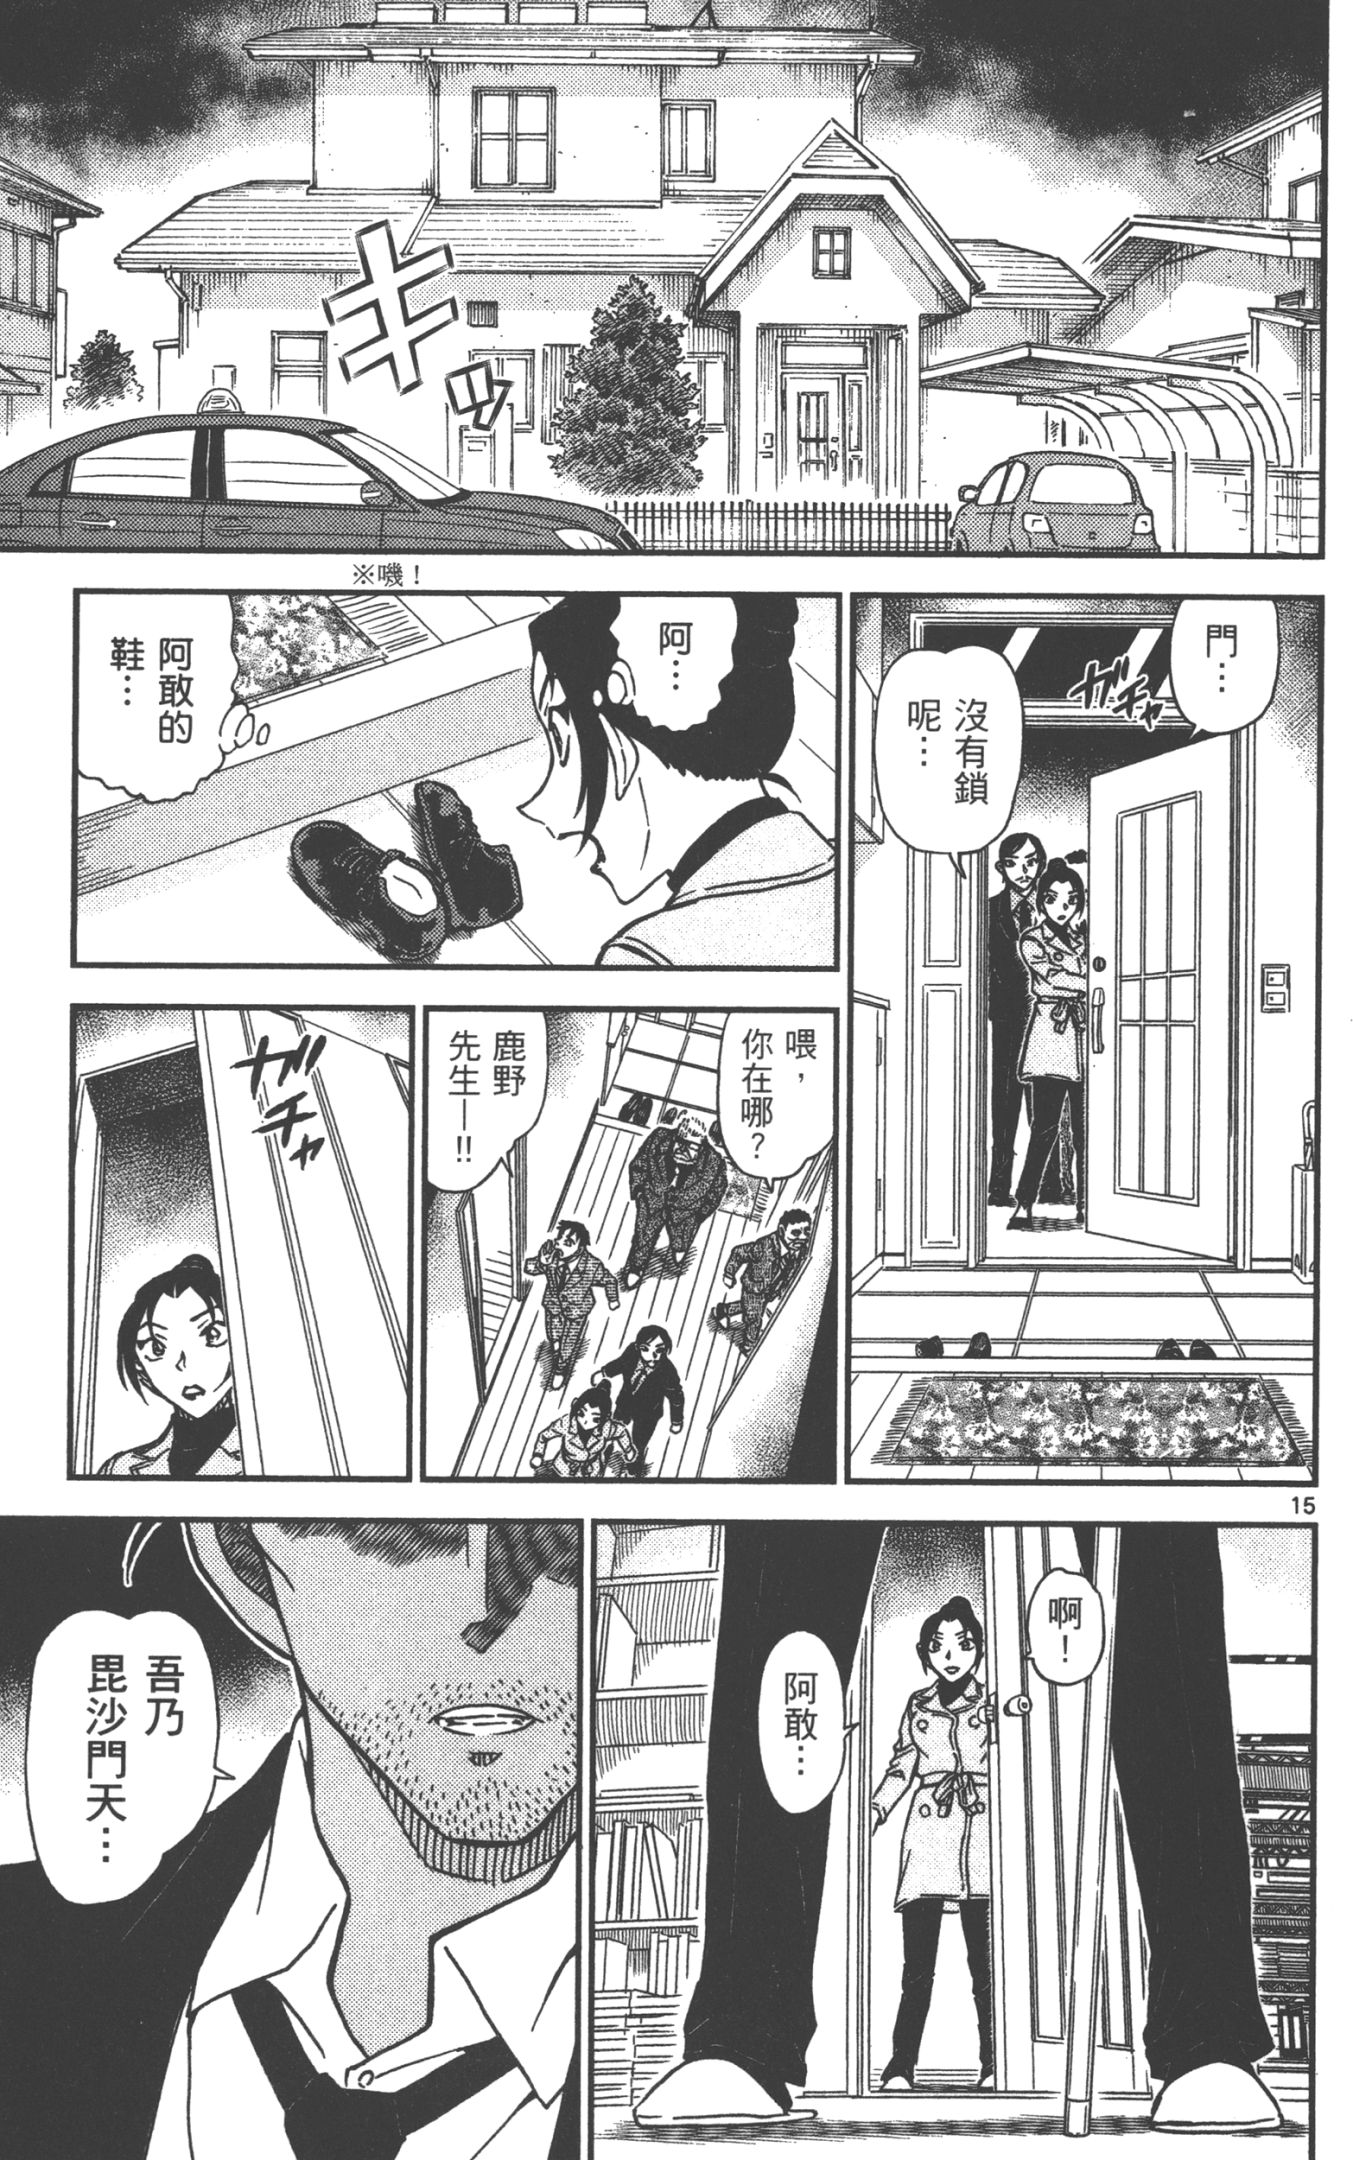 キッ
※嘰！
門…
ガチャ
沒有鎖
呢…
阿…
阿敢的
鞋…
喂，
你在哪？
鹿野
先生—!!
ガチャ
15
啊！
阿敢…
吾乃
毘沙門天…